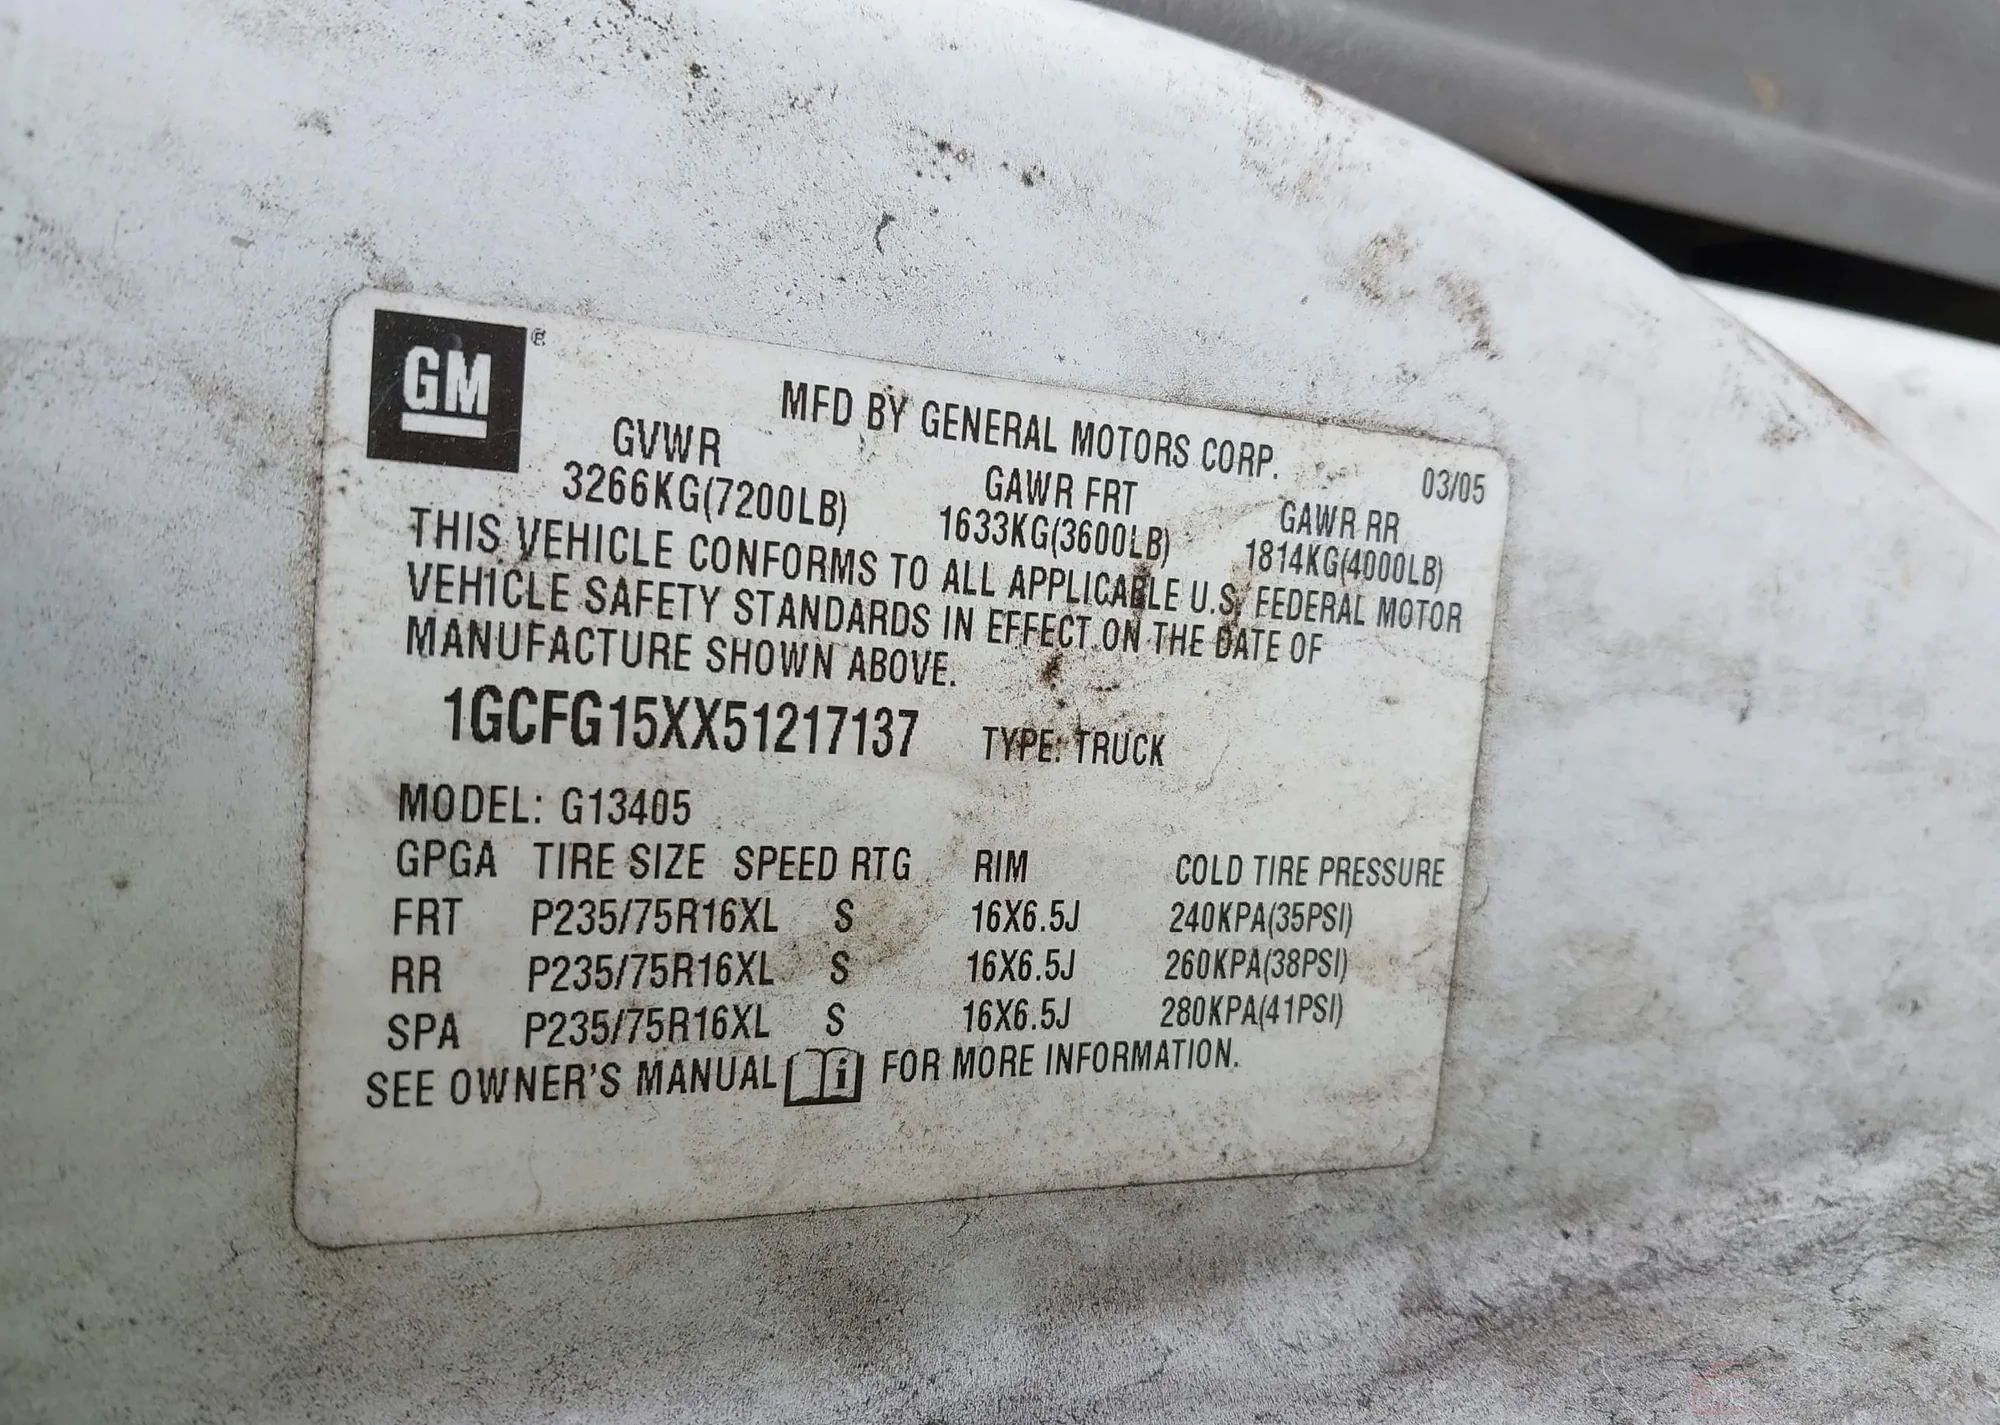 GM ®
MFD BY GENERAL MOTORS CORP. 03/05
GVWR GAWR FRT GAWR RR
3266KG(7200LB) 1633KG(3600LB) 1814KG(4000LB)
THIS VEHICLE CONFORMS TO ALL APPLICABLE U.S. FEDERAL MOTOR
VEHICLE SAFETY STANDARDS IN EFFECT ON THE DATE OF
MANUFACTURE SHOWN ABOVE.
1GCFG15XX51217137 TYPE: TRUCK
MODEL: G13405
GPGA TIRE SIZE SPEED RTG RIM COLD TIRE PRESSURE
FRT P235/75R16XL S 16X6.5J 240KPA(35PSI)
RR P235/75R16XL S 16X6.5J 260KPA(38PSI)
SPA P235/75R16XL S 16X6.5J 280KPA(41PSI)
SEE OWNER'S MANUAL i FOR MORE INFORMATION.